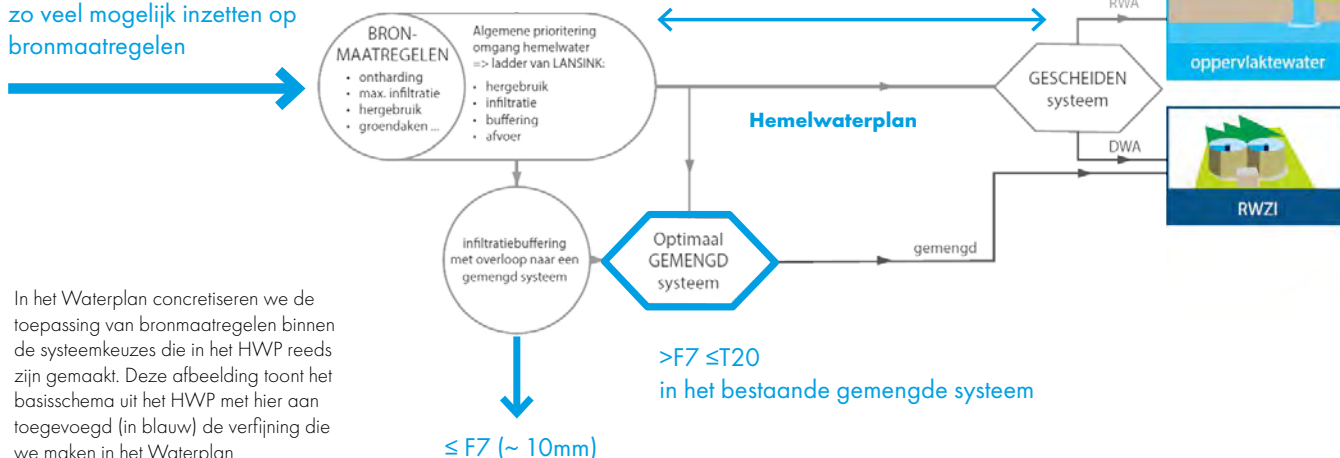 zo veel mogelijk inzetten op
bronmaatregelen
BRON-
MAATREGELEN
• ontharding
• max. infiltratie
• hergebruik
• groendaken ...
Algemene prioritering
omgang hemelwater
=> ladder van LANSINK:
• hergebruik
• infiltratie
• buffering
• afvoer
Hemelwaterplan
GESCHEIDEN
systeem
RWA
oppervlaktewater
DWA
RWZI
infiltratiebuffering
met overloop naar een
gemengd systeem
Optimaal
GEMENGD
systeem
gemengd
>F7 ≤T20
in het bestaande gemengde systeem
≤ F7 (~ 10mm)
In het Waterplan concretiseren we de
toepassing van bronmaatregelen binnen
de systeemkeuzes die in het HWP reeds
zijn gemaakt. Deze afbeelding toont het
basisschema uit het HWP met hier aan
toegevoegd (in blauw) de verfijning die
we maken in het Waterplan